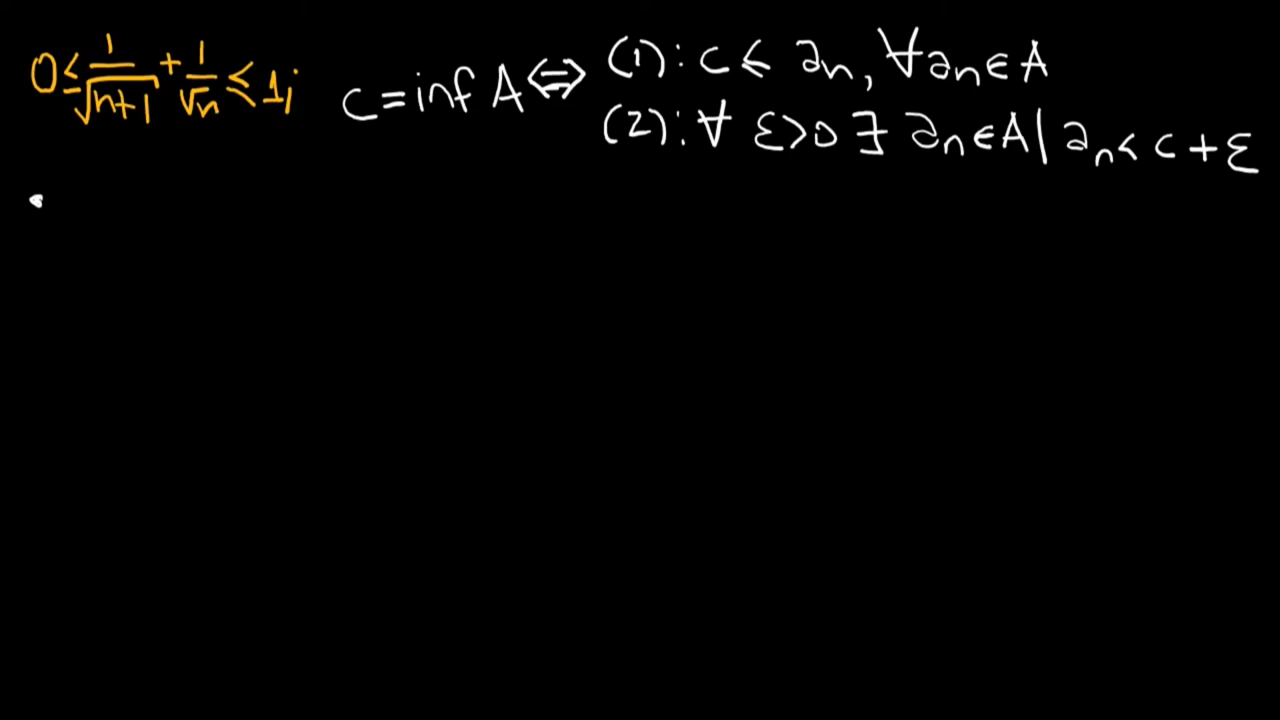 0 ≤ 1/√(n+1) + 1/√n ≤ 1;
c = inf A ⇔ (1): c ≤ an, ∀ an ∈ A
(2): ∀ ε > 0 ∃ an ∈ A | an < c + ε